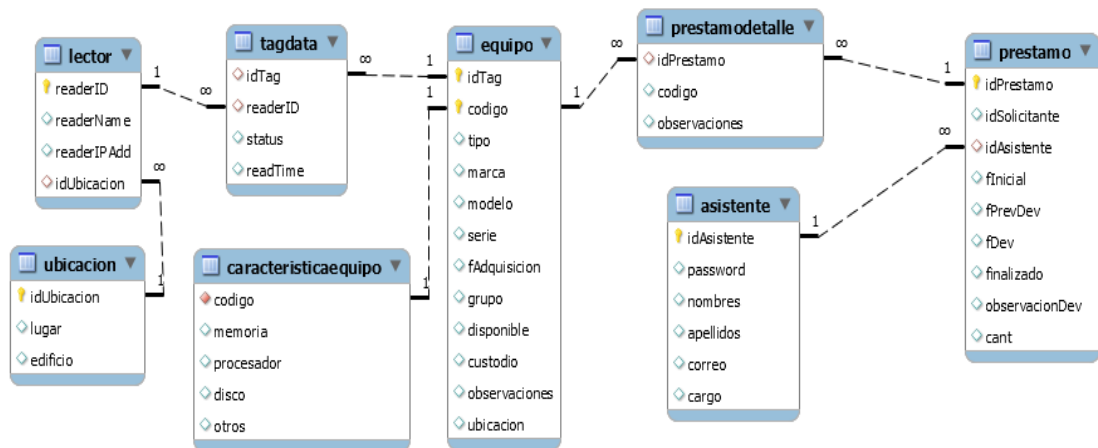 lector
readerID
readerName
readerIPAdd
idUbicacion
1
∞
ubicacion
idUbicacion
lugar
edificio
1
tagdata
idTag
readerID
status
readTime
∞
∞
caracteristicaequipo
codigo
memoria
procesador
disco
otros
1
equipo
idTag
codigo
tipo
marca
modelo
serie
fAdquisicion
grupo
disponible
custodio
observaciones
ubicacion
1
1
1
prestamodetalle
idPrestamo
codigo
observaciones
∞
∞
asistente
idAsistente
password
nombres
apellidos
correo
cargo
1
prestamo
idPrestamo
idSolicitante
idAsistente
fInicial
fPrevDev
fDev
finalizado
observacionDev
cant
1
∞